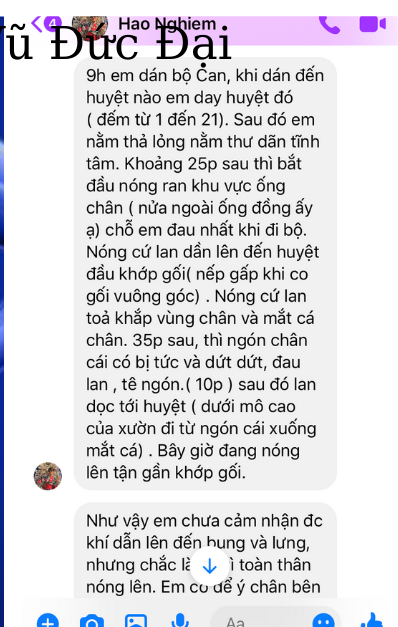 4 Hao Nghiem
Vũ Đức Đại
9h em dán bộ Can, khi dán đến
huyệt nào em day huyệt đó
( đếm từ 1 đến 21). Sau đó em
nằm thả lỏng nằm thư dãn tĩnh
tâm. Khoảng 25p sau thì bắt
đầu nóng ran khu vực ống
chân ( nửa ngoài ống đồng ấy
ạ) chỗ em đau nhất khi đi bộ.
Nóng cứ lan dần lên đến huyệt
đầu khớp gối( nếp gấp khi co
gối vuông góc) . Nóng cứ lan
toả khắp vùng chân và mắt cá
chân. 35p sau, thì ngón chân
cái có bị tức và dứt dứt, đau
lan , tê ngón.( 10p ) sau đó lan
dọc tới huyệt ( dưới mô cao
của xườn đi từ ngón cái xuống
mắt cá) . Bây giờ đang nóng
lên tận gần khớp gối.
Như vậy em chưa cảm nhận đc
khí dẫn lên đến bụng và lưng,
nhưng chắc toàn thân
nóng lên. Em có để ý chân bên
Aa